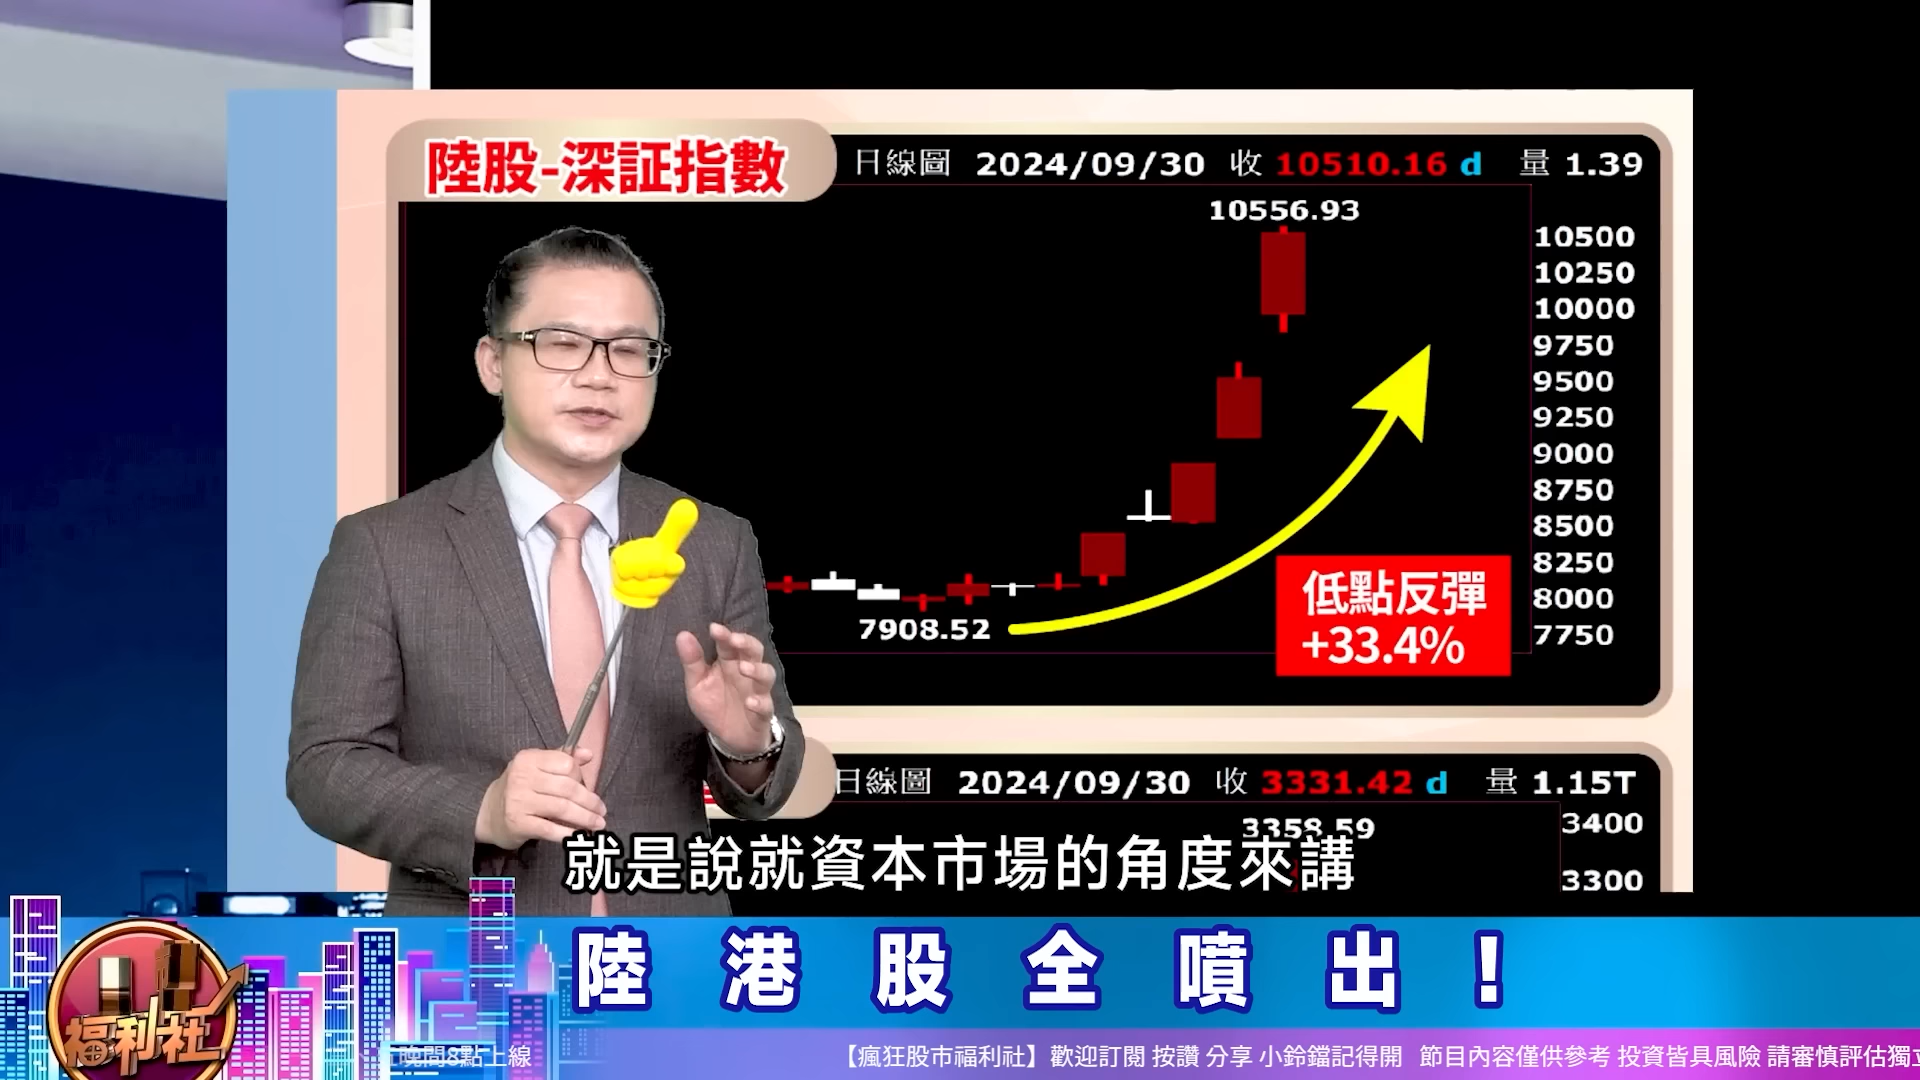 陸股-深証指數
日線圖 2024/09/30 收 10510.16 d 量 1.39
10556.93
10500
10250
10000
9750
9500
9250
9000
8750
8500
8250
8000
7750
7908.52
低點反彈
+33.4%
日線圖 2024/09/30 收 3331.42 d 量 1.15T
3358.59
3400
3300
就是說就資本市場的角度來講
陸港股全噴出！
福利社
晚間8點上線
【瘋狂股市福利社】歡迎訂閱 按讚 分享 小鈴鐺記得開 節目內容僅供參考 投資皆具風險 請審慎評估獨立